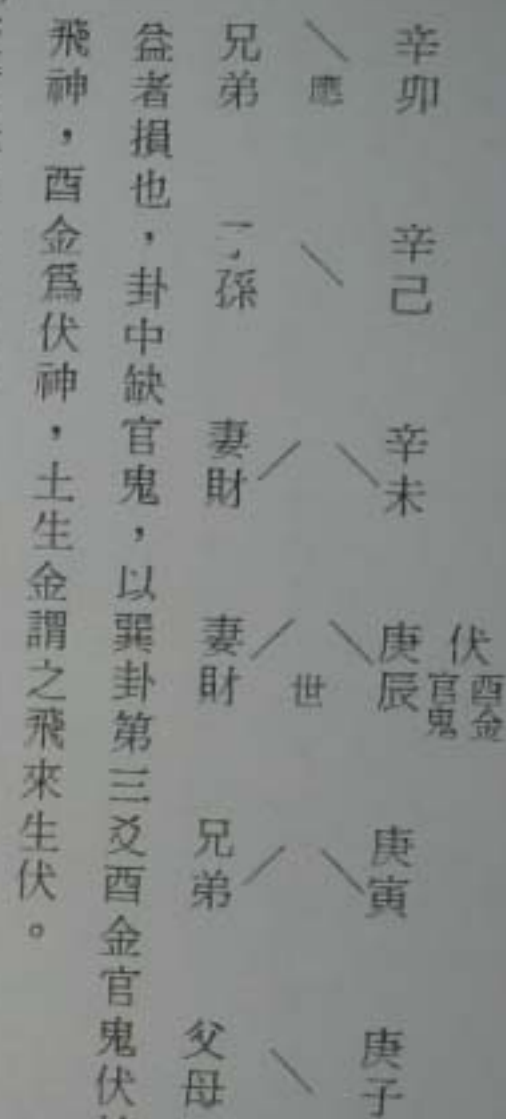 辛卯 辛己 辛未 庚辰 庚寅 庚子
伏 酉金官鬼
應 世
兄弟 孫 妻財 妻財 兄弟 父母
益者損也，卦中缺官鬼，以巽卦第三爻酉金官鬼伏
飛神，酉金為伏神，土生金謂之飛來生伏。